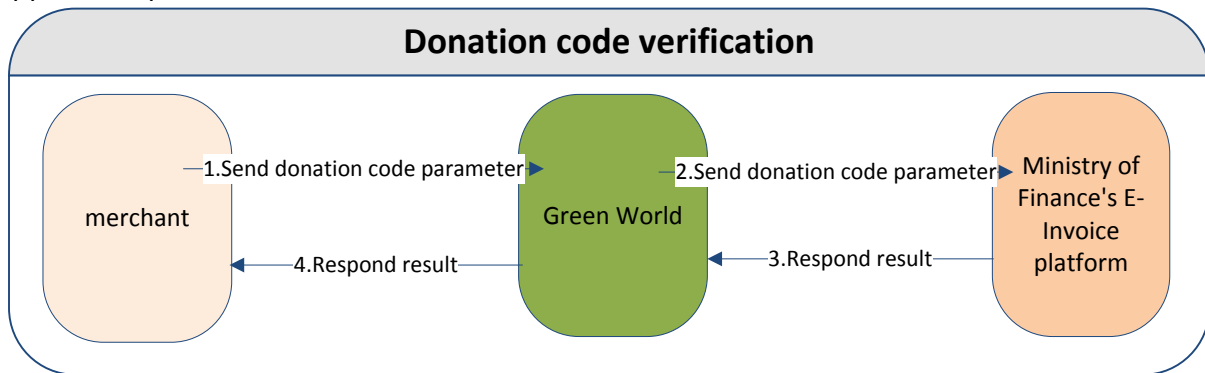 Donation code verification
merchant
1.Send donation code parameter
4.Respond result
Green World
2.Send donation code parameter
3.Respond result
Ministry of
Finance's E-
Invoice
platform